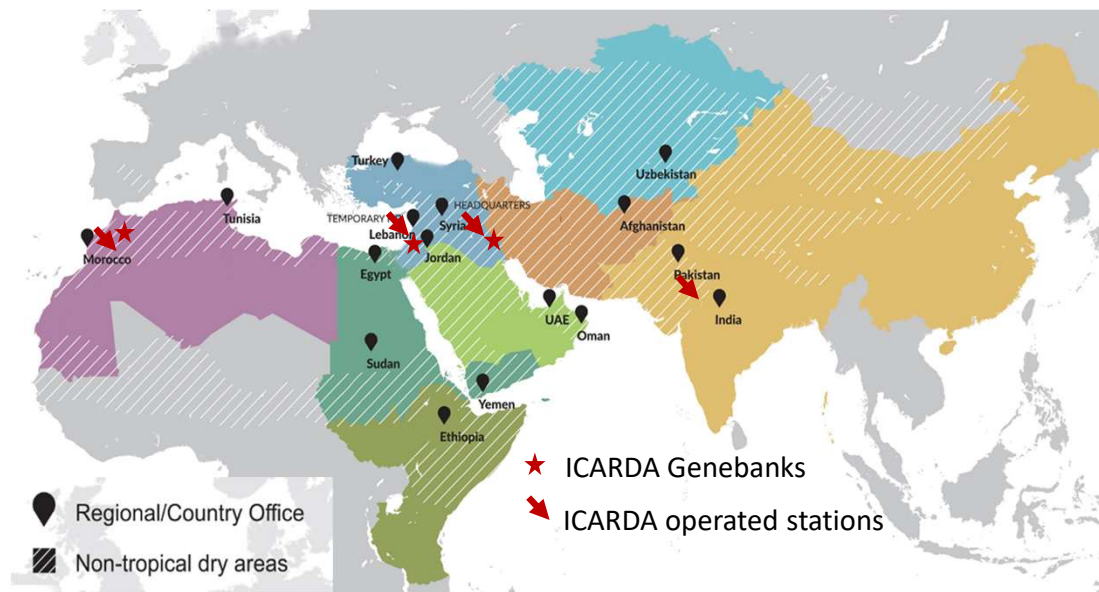 Turkey
Uzbekistan
Tunisia
TEMPORARY
HEADQUARTERS
Syria
Afghanistan
Lebanon
Morocco
Jordan
Egypt
Pakistan
UAE
India
Oman
Sudan
Yemen
Ethiopia
ICARDA Genebanks
Regional/Country Office
ICARDA operated stations
Non-tropical dry areas